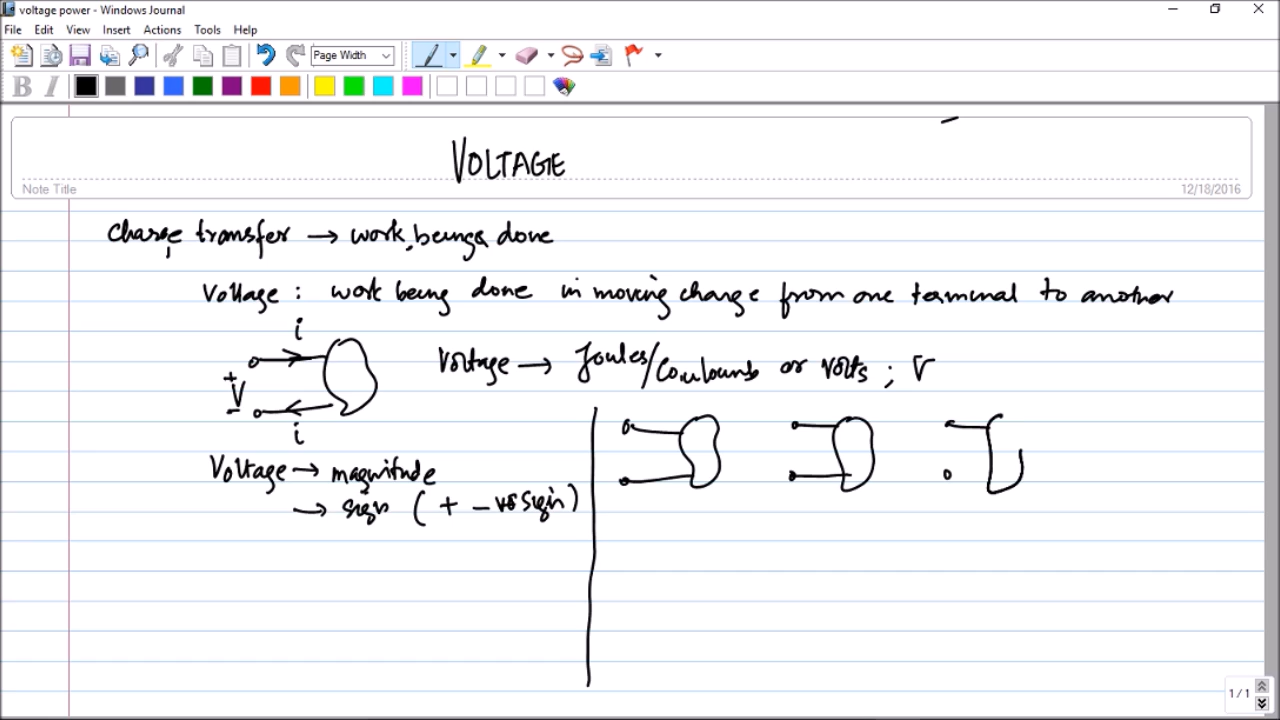 voltage power - Windows Journal
File Edit View Insert Actions Tools Help
Page Width
B I
VOLTAGE
Note Title
12/18/2016
Charge transfer → work being done
Voltage : work being done in moving charge from one terminal to another
i
Voltage → Joules/Coulomb or volts ; V
+
V
-
i
Voltage → magnitude
→ sign ( + -ve sign)
1 / 1